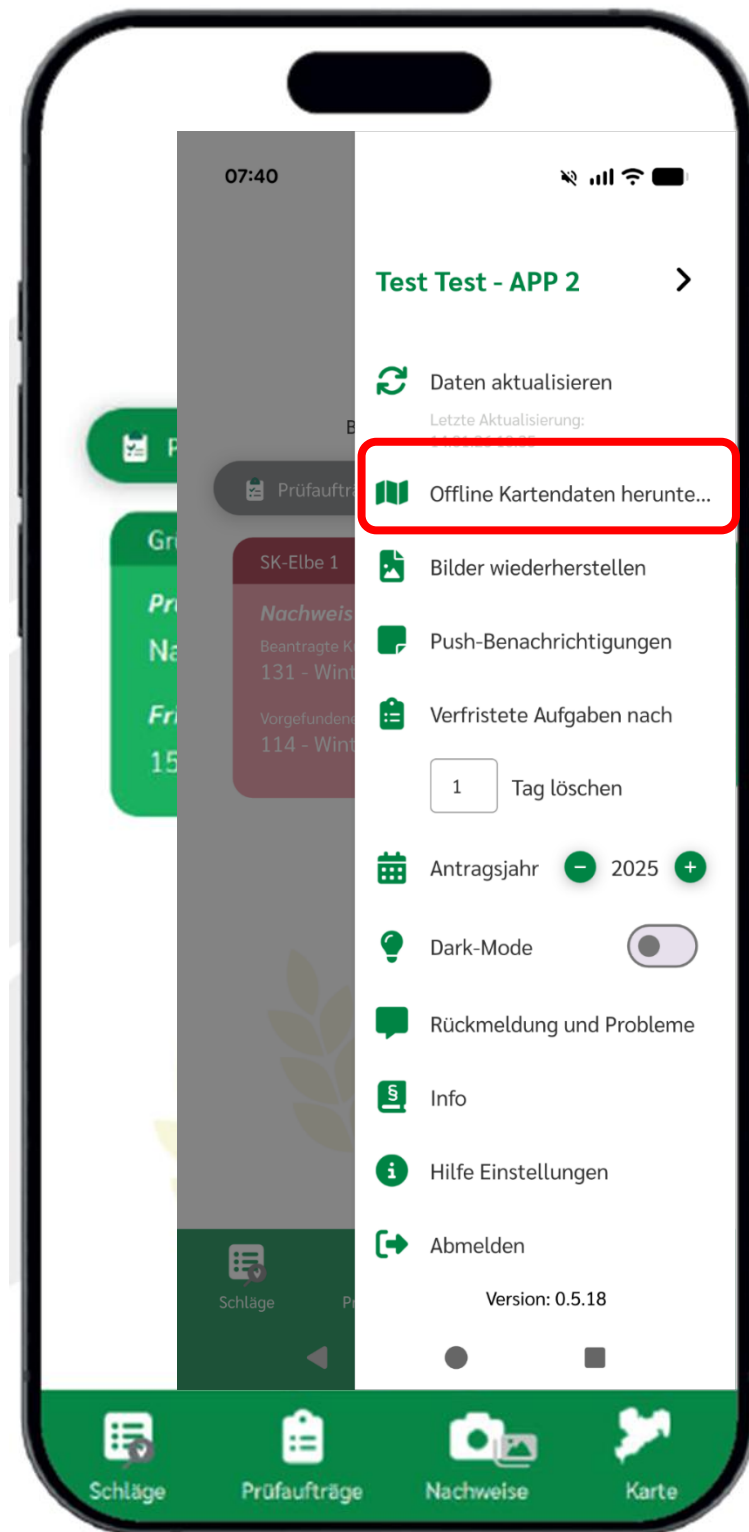 07:40
Test Test - APP 2
Daten aktualisieren
Letzte Aktualisierung:
Offline Kartendaten herunte...
Prüfauftr
Gr
SK-Elbe 1
Bilder wiederherstellen
Pr
Nachweis
Na
Beantragte K
131 - Wint
Push-Benachrichtigungen
Fri
Vorgefundene
15
114 - Wint
Verfristete Aufgaben nach
1 Tag löschen
Antragsjahr 2025
Dark-Mode
Rückmeldung und Probleme
§ Info
Hilfe Einstellungen
Abmelden
Schläge
Version: 0.5.18
Schläge Prüfaufträge Nachweise Karte